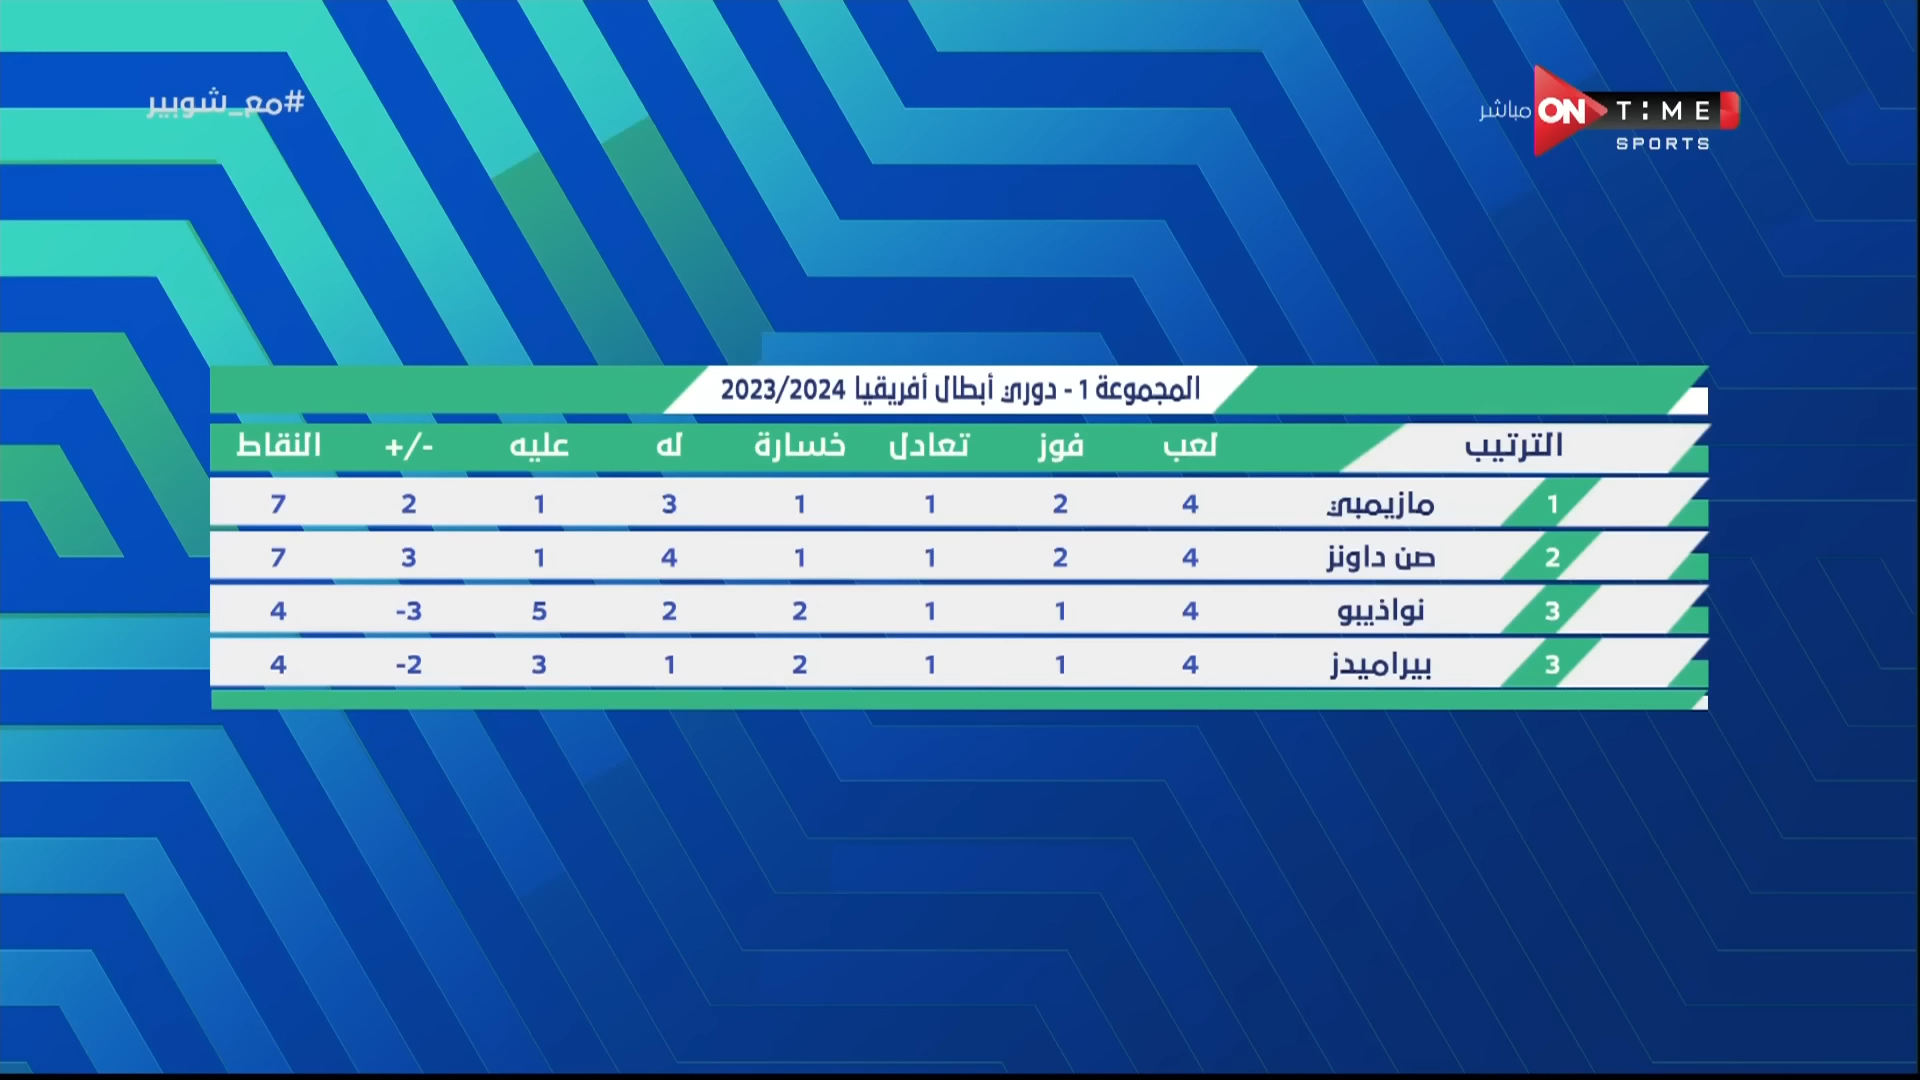 مباشر ON TIME
SPORTS
#مع_شوبير
المجموعة 1 - دوري أبطال أفريقيا 2023/2024
الترتيب لعب فوز تعادل خسارة له عليه +/- النقاط
1 مازيمبي 4 2 1 1 3 1 2 7
2 صن داونز 4 2 1 1 4 1 3 7
3 نواذيبو 4 1 1 2 2 5 -3 4
3 بيراميدز 4 1 1 2 1 3 -2 4